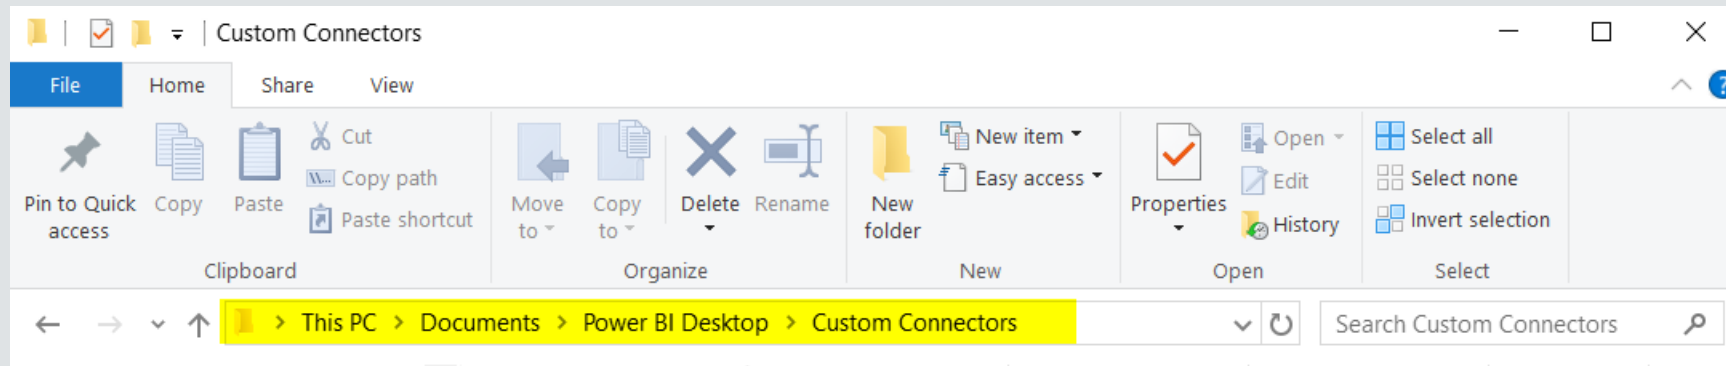 Custom Connectors
File Home Share View
Pin to Quick access
Copy
Paste
Cut
Copy path
Paste shortcut
Clipboard
Move to
Copy to
Delete
Rename
Organize
New folder
New item
Easy access
New
Properties
Open
Edit
History
Open
Select all
Select none
Invert selection
Select
This PC > Documents > Power BI Desktop > Custom Connectors
Search Custom Connectors